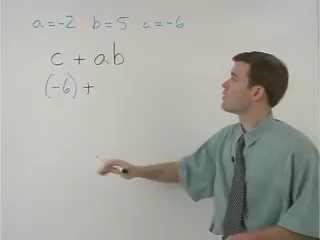 a=-2 b=5 c=-6
c + ab
(-6) +